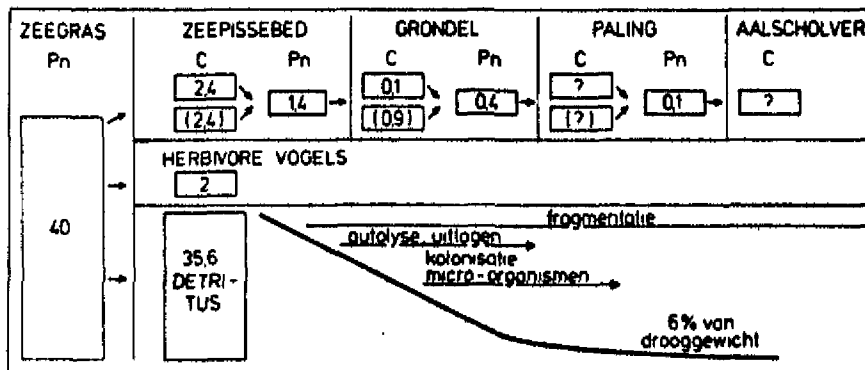 ZEEGRAS ZEEPISSEBED GRONDEL PALING AALSCHOLVER
Pn C Pn C Pn C Pn C
2,4 0,1 ?
1,4 0,4 0,1 ?
(2,4) (0,9) (?)
HERBIVORE VOGELS
2
40
fragmentatie
autolyse, uitlogen
35,6 kolonisatie
DETRI- micro-organismen
TUS
6% van
drooggewicht